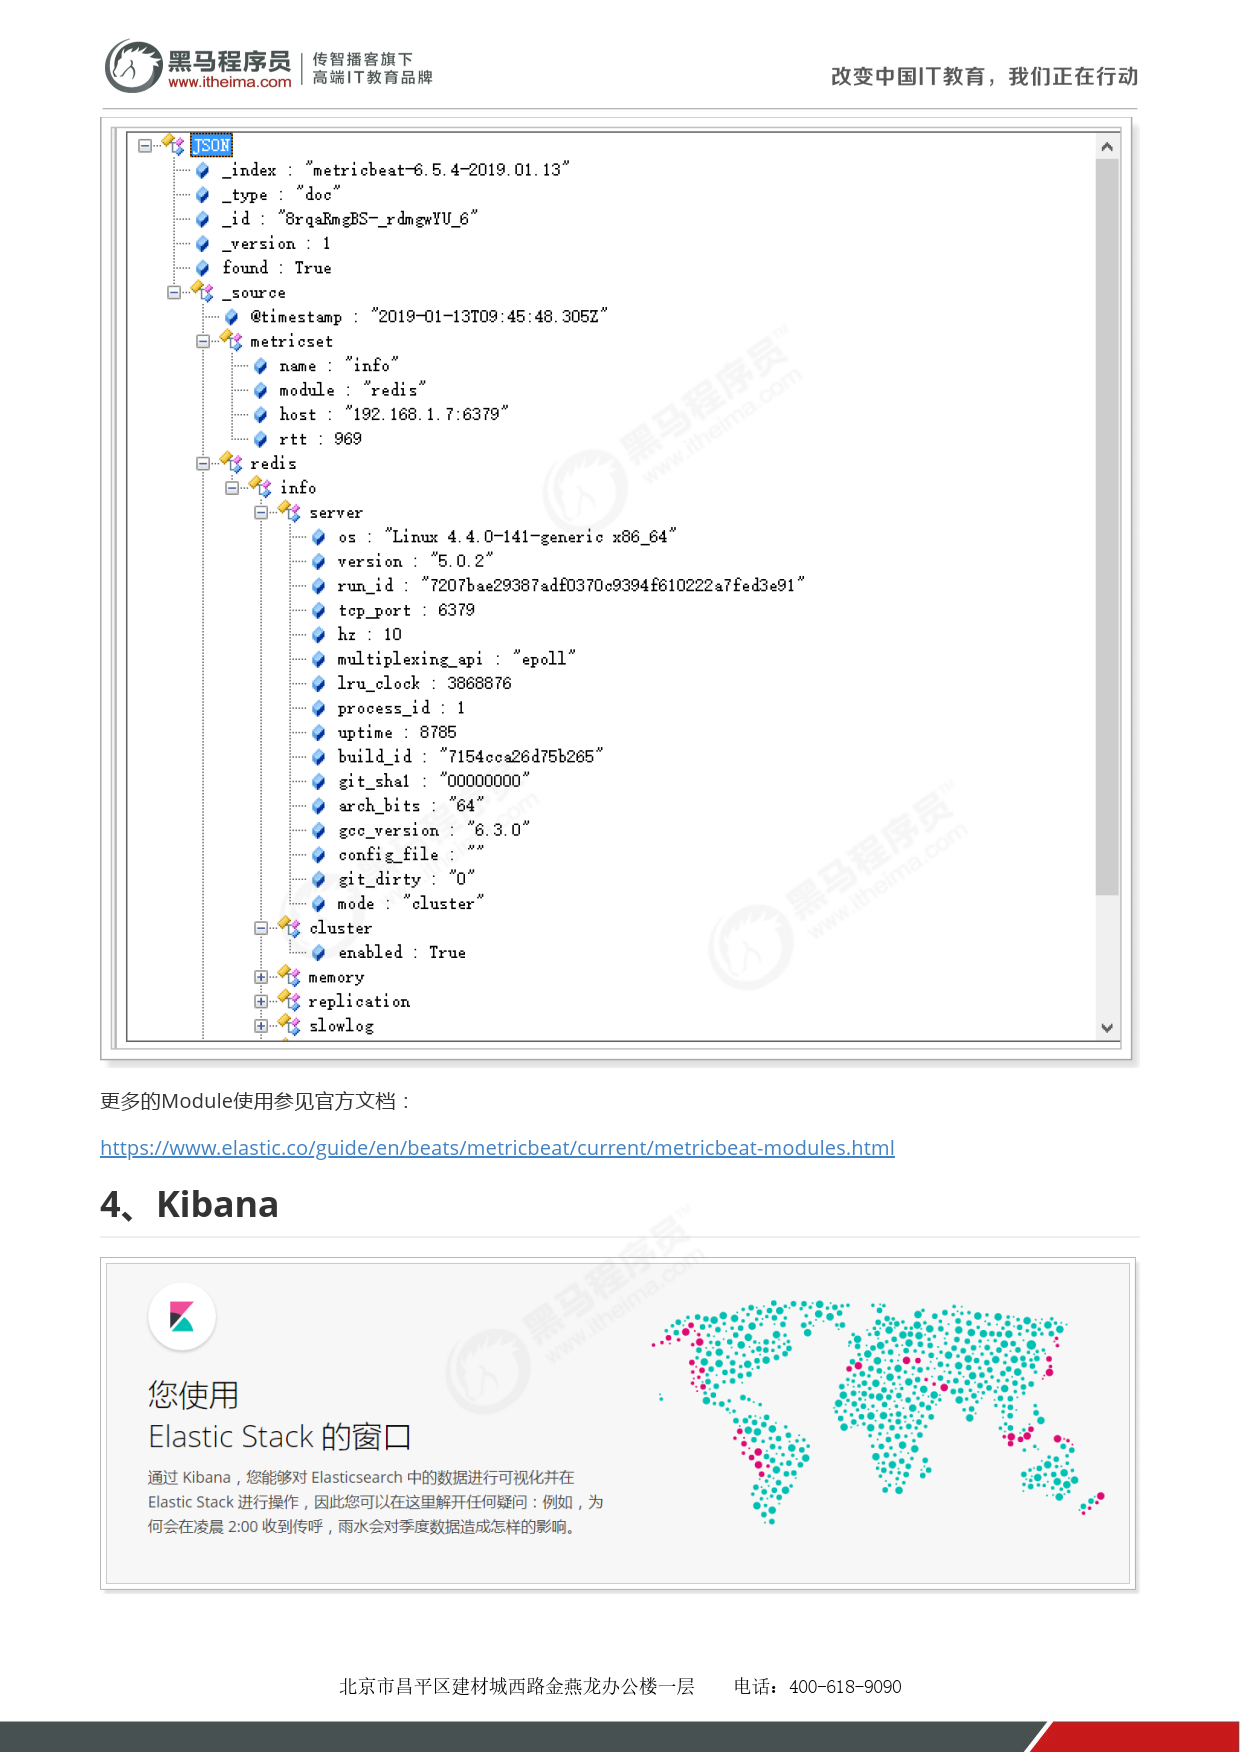 黑马程序员
www.itheima.com
传智播客旗下
高端IT教育品牌
改变中国IT教育，我们正在行动
JSON
_index : "metricbeat-6.5.4-2019.01.13"
_type : "doc"
_id : "8rqaRmgBS-_rdmgwYU_6"
_version : 1
found : True
_source
@timestamp : "2019-01-13T09:45:48.305Z"
metricset
name : "info"
module : "redis"
host : "192.168.1.7:6379"
rtt : 969
redis
info
server
os : "Linux 4.4.0-141-generic x86_64"
version : "5.0.2"
run_id : "7207bae29387adf0370c9394f610222a7fed3e91"
tcp_port : 6379
hz : 10
multiplexing_api : "epoll"
lru_clock : 3868876
process_id : 1
uptime : 8785
build_id : "7154cca26d75b265"
git_sha1 : "00000000"
arch_bits : "64"
gcc_version : "6.3.0"
config_file : ""
git_dirty : "0"
mode : "cluster"
cluster
enabled : True
memory
replication
slowlog
更多的Module使用参见官方文档：
https://www.elastic.co/guide/en/beats/metricbeat/current/metricbeat-modules.html
4、Kibana
您使用
Elastic Stack 的窗口
通过 Kibana，您能够对 Elasticsearch 中的数据进行可视化并在
Elastic Stack 进行操作，因此您可以在这里解开任何疑问：例如，为
何会在凌晨 2:00 收到传呼，雨水会对季度数据造成怎样的影响。
北京市昌平区建材城西路金燕龙办公楼一层 电话：400-618-9090